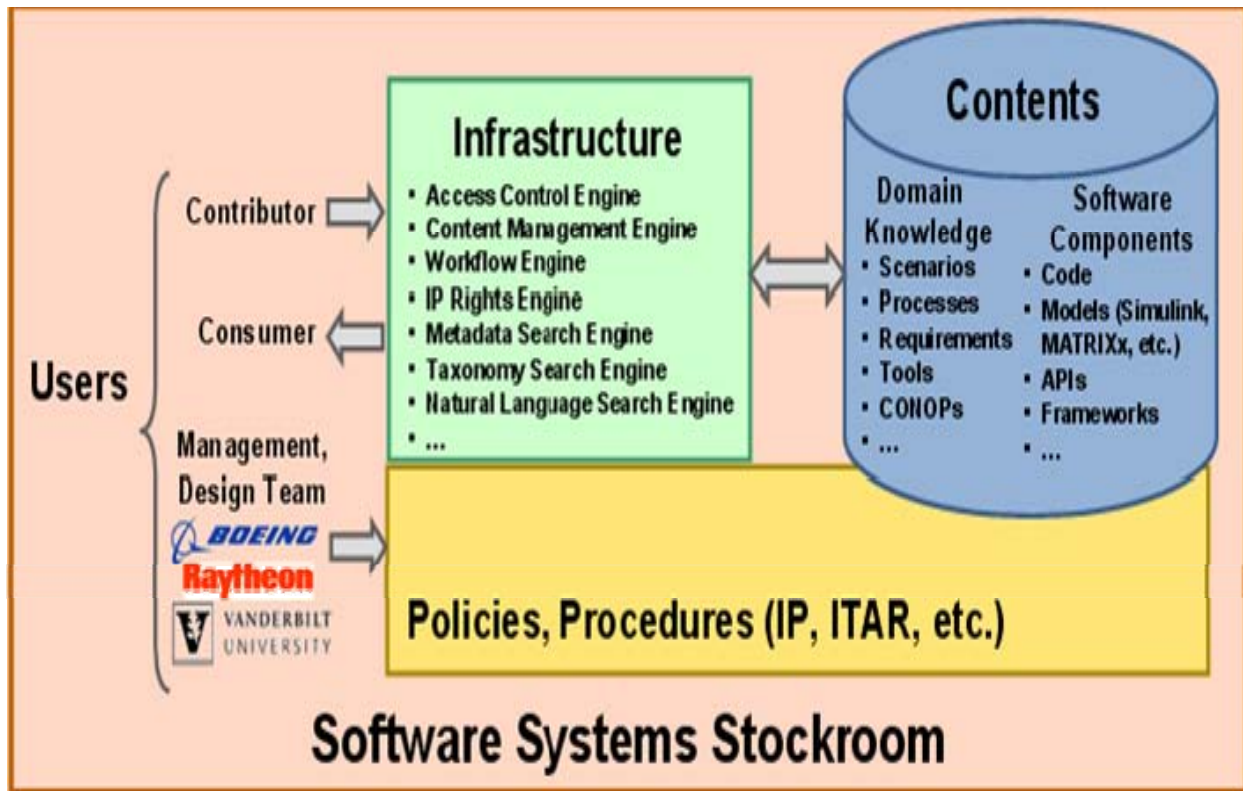 Users
Contributor
Consumer
Management,
Design Team
BOEING
Raytheon
VANDERBILT
UNIVERSITY
Infrastructure
▪ Access Control Engine
▪ Content Management Engine
▪ Workflow Engine
▪ IP Rights Engine
▪ Metadata Search Engine
▪ Taxonomy Search Engine
▪ Natural Language Search Engine
▪ ...
Contents
Domain
Knowledge
▪ Scenarios
▪ Processes
▪ Requirements
▪ Tools
▪ CONOPs
▪ ...
Software
Components
▪ Code
▪ Models (Simulink,
MATRIXx, etc.)
▪ APIs
▪ Frameworks
▪ ...
Policies, Procedures (IP, ITAR, etc.)
Software Systems Stockroom